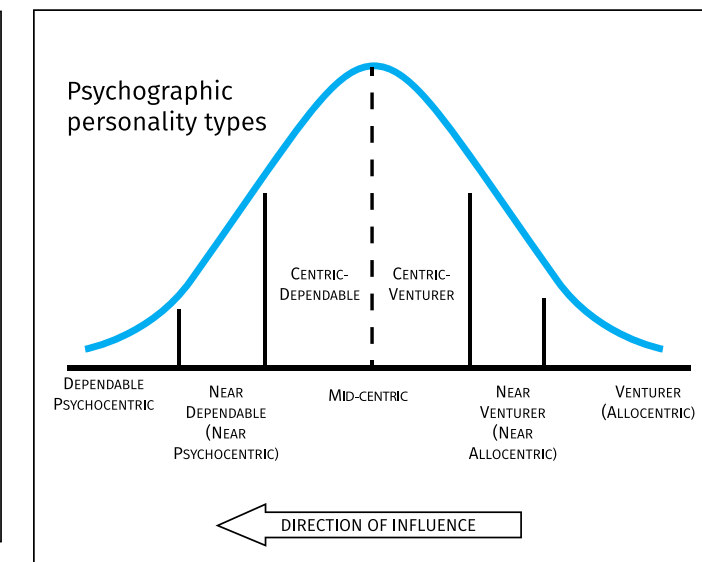 Psychographic
personality types
Centric-
Dependable
Centric-
Venturer
Dependable
Psychocentric
Near
Dependable
(Near
Psychocentric)
Mid-centric
Near
Venturer
(Near
Allocentric)
Venturer
(Allocentric)
DIRECTION OF INFLUENCE